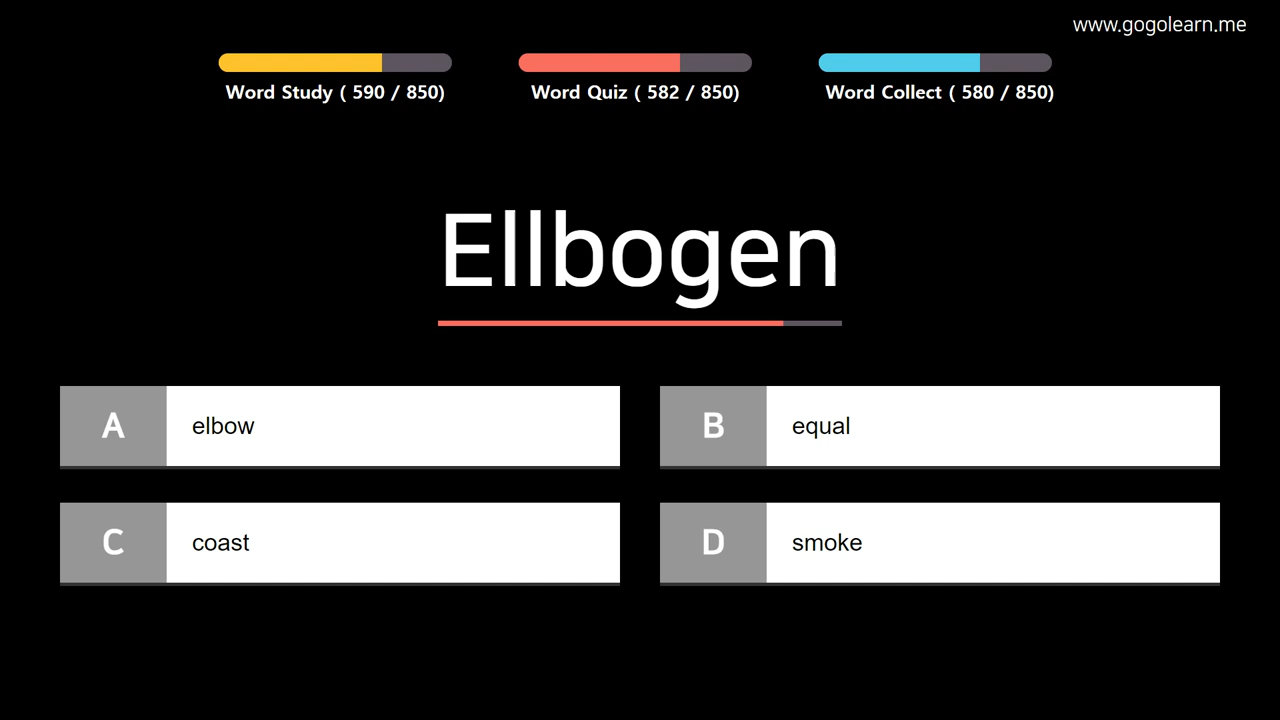 www.gogolearn.me
Word Study ( 590 / 850)
Word Quiz ( 582 / 850)
Word Collect ( 580 / 850)
Ellbogen
A elbow
B equal
C coast
D smoke